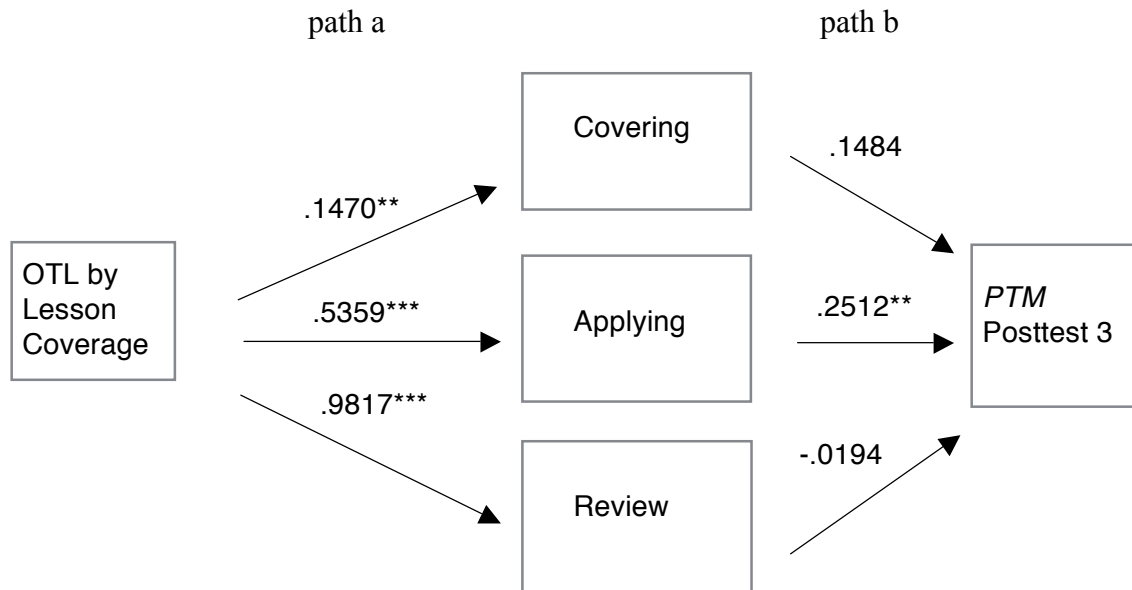 path a
path b
Covering
.1484
.1470**
OTL by
Lesson
Coverage
.5359***
Applying
.2512**
PTM
Posttest 3
.9817***
-.0194
Review